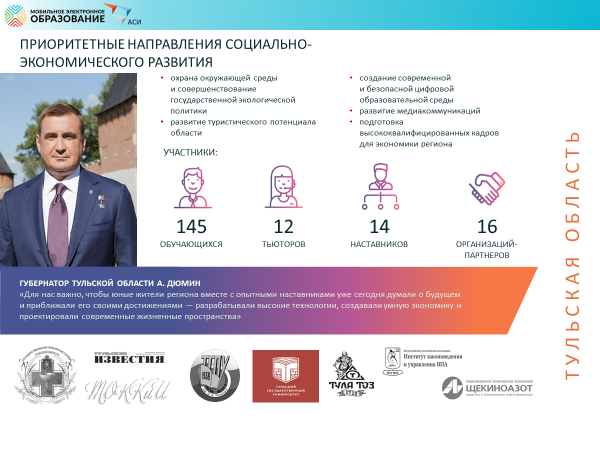 МОБИЛЬНОЕ ЭЛЕКТРОННОЕ
ОБРАЗОВАНИЕ
АСИ
ПРИОРИТЕТНЫЕ НАПРАВЛЕНИЯ СОЦИАЛЬНО-
ЭКОНОМИЧЕСКОГО РАЗВИТИЯ
• охрана окружающей среды
и совершенствование
государственной экологической
политики
• развитие туристического потенциала
области
• создание современной
и безопасной цифровой
образовательной среды
• развитие медиакоммуникаций
• подготовка
высококвалифицированных кадров
для экономики региона
УЧАСТНИКИ:
145
ОБУЧАЮЩИХСЯ
12
ТЬЮТОРОВ
14
НАСТАВНИКОВ
16
ОРГАНИЗАЦИЙ-
ПАРТНЕРОВ
ТУЛЬСКАЯ ОБЛАСТЬ
ГУБЕРНАТОР ТУЛЬСКОЙ ОБЛАСТИ А. ДЮМИН
«Для нас важно, чтобы юные жители региона вместе с опытными наставниками уже сегодня думали о будущем
и приближали его своими достижениями — разрабатывали высокие технологии, создавали умную экономику и
проектировали современные жизненные пространства»
ТУЛЬСКИЕ
ИЗВЕСТИЯ
ТОККиИ
1938
ТУЛЬСКИЙ
ГОСУДАРСТВЕННЫЙ
УНИВЕРСИТЕТ
ТУЛА ТОЗ
Институт законоведения
и управления ВПА
ЩЕКИНОАЗОТ